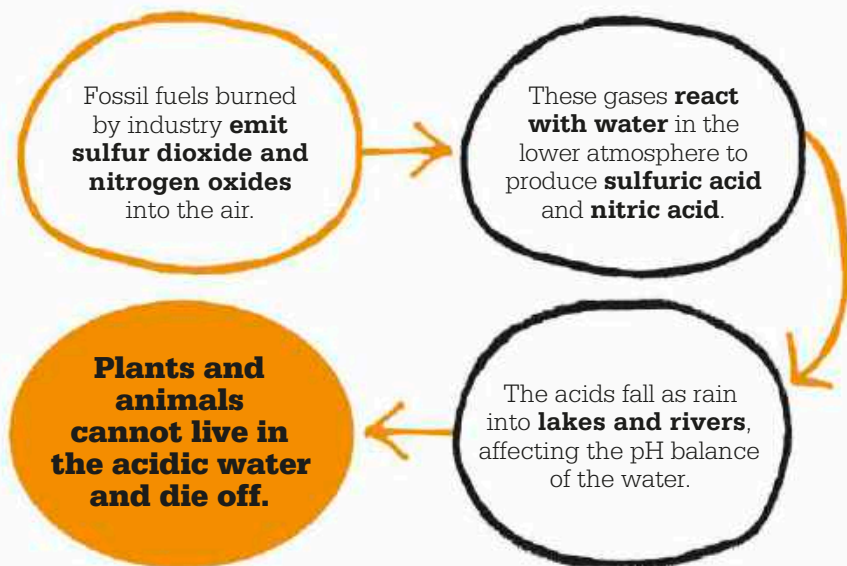 Fossil fuels burned
by industry emit
sulfur dioxide and
nitrogen oxides
into the air.
These gases react
with water in the
lower atmosphere to
produce sulfuric acid
and nitric acid.
The acids fall as rain
into lakes and rivers,
affecting the pH balance
of the water.
Plants and
animals
cannot live in
the acidic water
and die off.